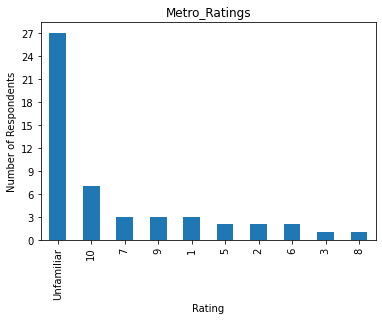 Metro_Ratings
Number of Respondents
27
24
21
18
15
12
9
6
3
0
Unfamiliar 10 7 9 1 5 2 6 3 8
Rating